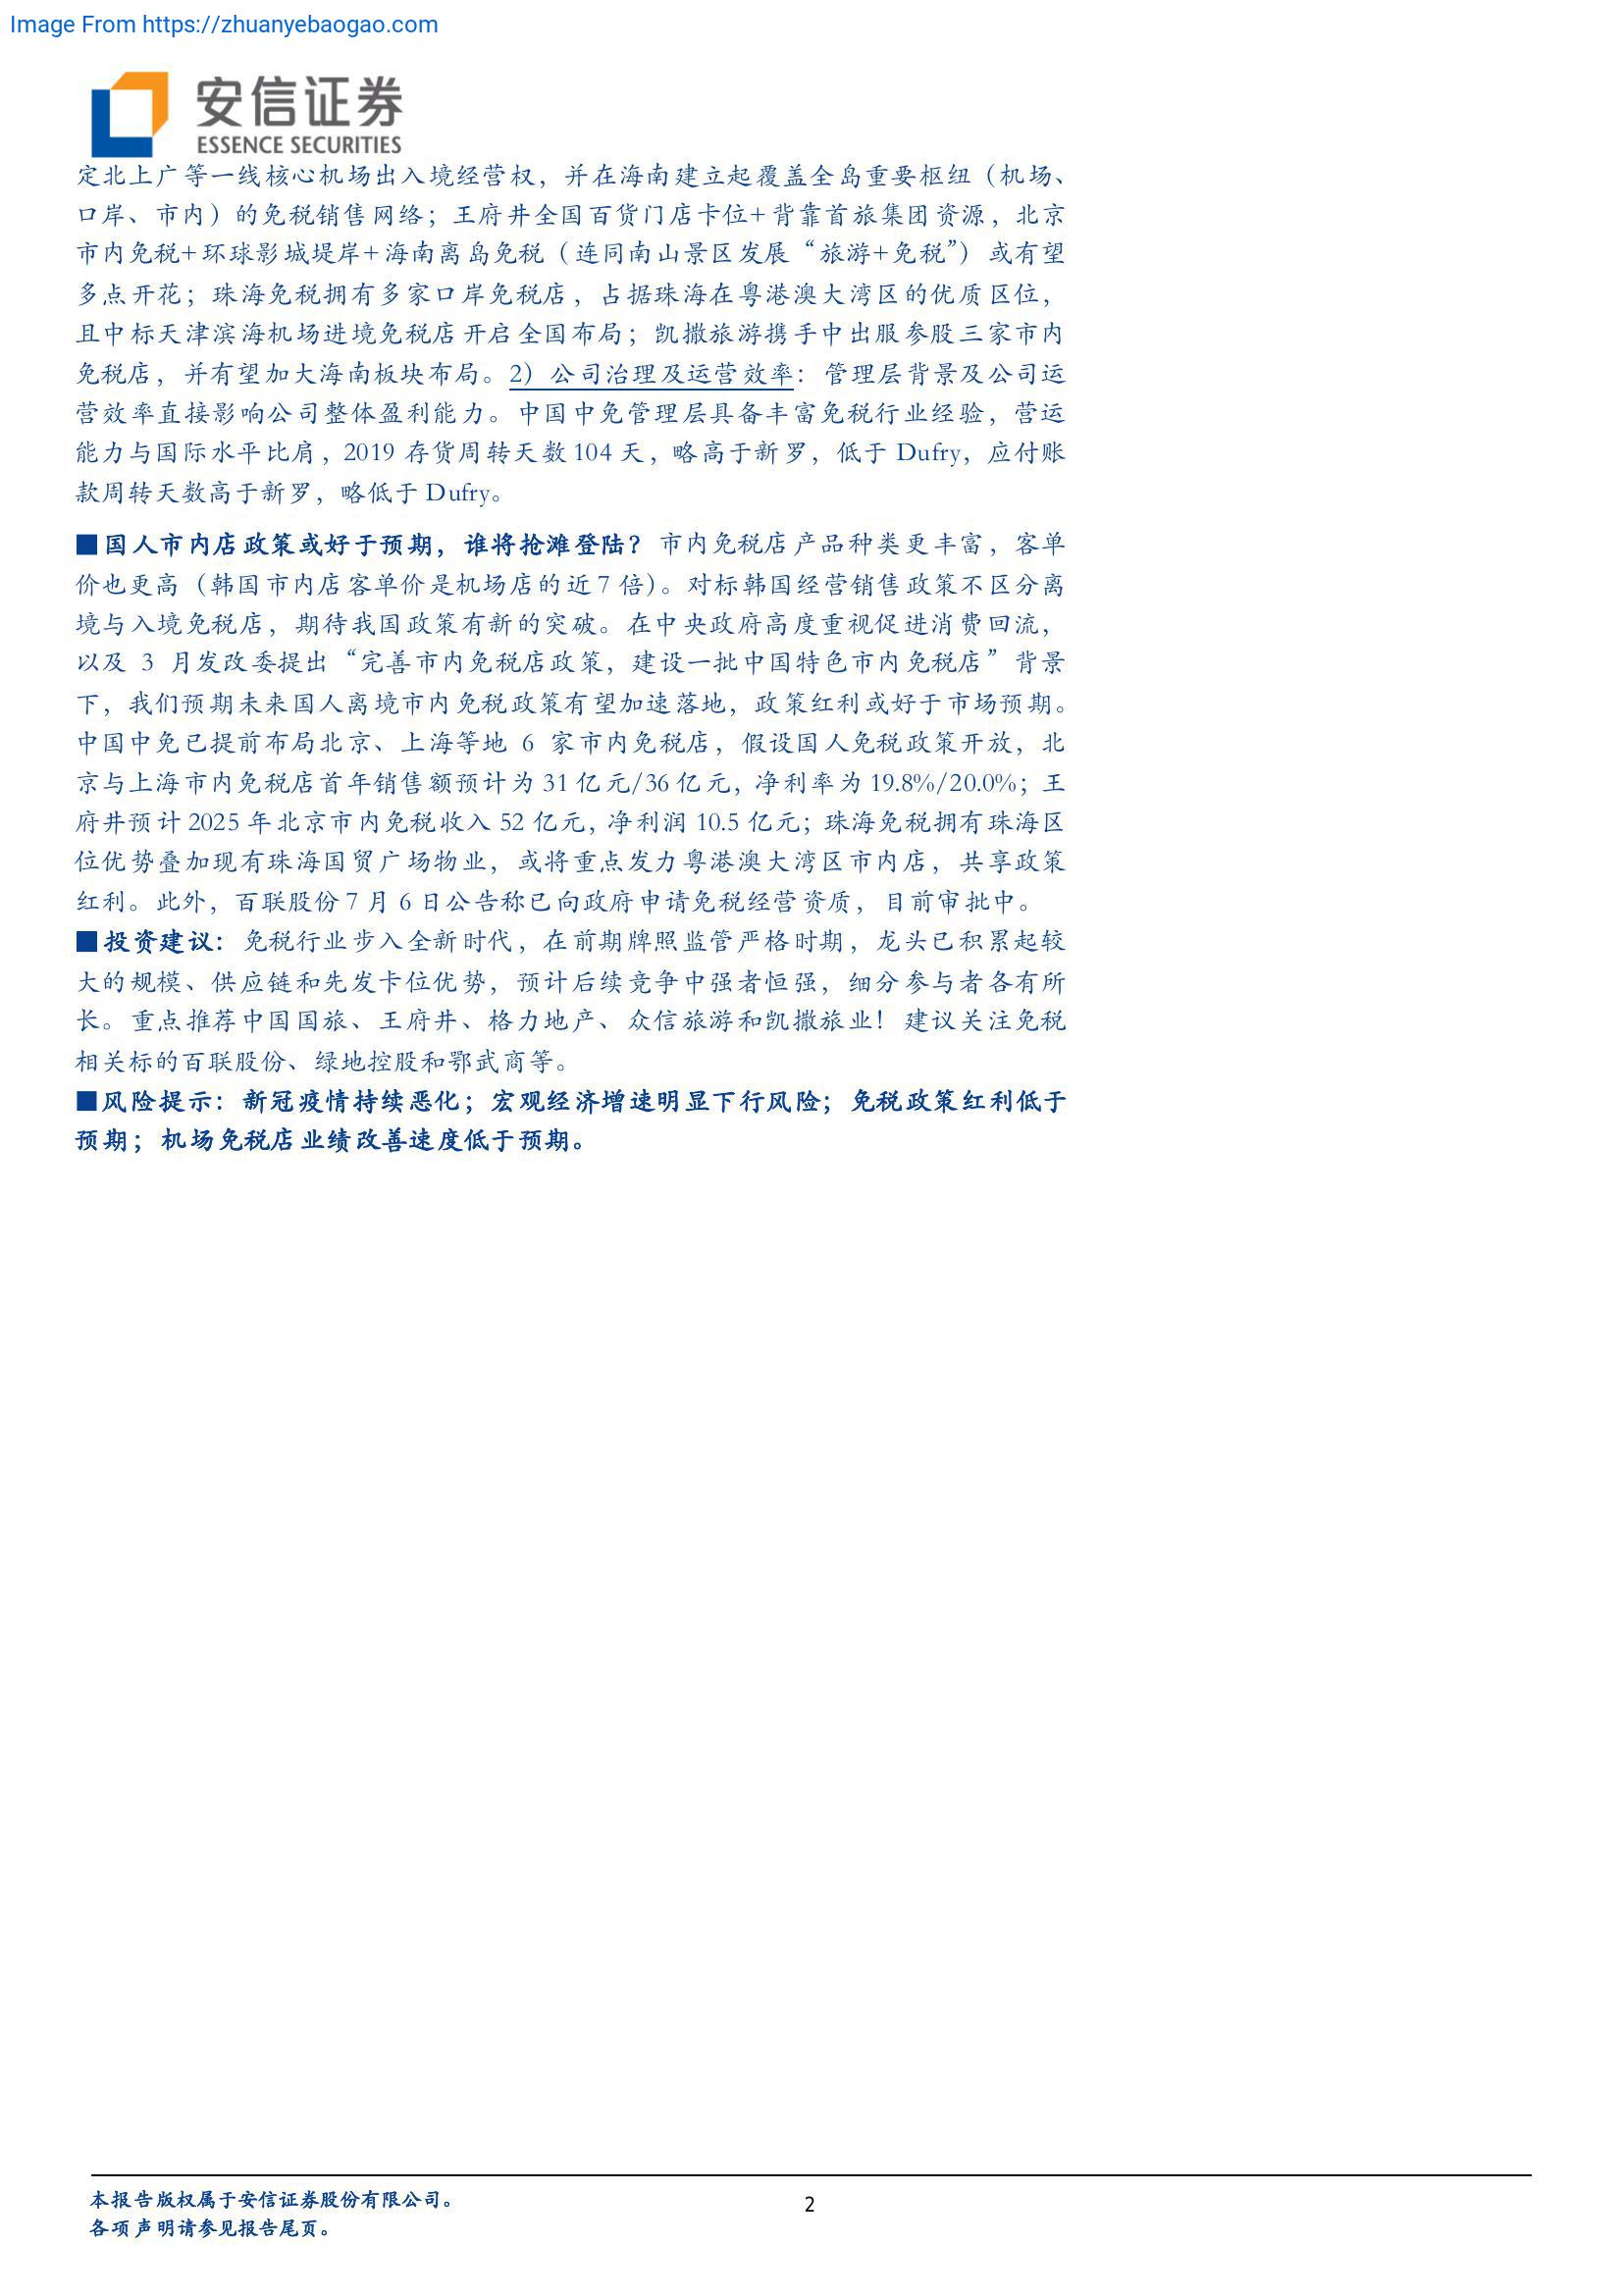 Image From https://zhuanyebaogao.com
安信证券
ESSENCE SECURITIES
定北上广等一线核心机场出入境经营权，并在海南建立起覆盖全岛重要枢纽（机场、
口岸、市内）的免税销售网络；王府井全国百货门店卡位+背靠首旅集团资源，北京
市内免税+环球影城堤岸+海南离岛免税（连同南山景区发展“旅游+免税”）或有望
多点开花；珠海免税拥有多家口岸免税店，占据珠海在粤港澳大湾区的优质区位，
且中标天津滨海机场进境免税店开启全国布局；凯撒旅游携手中出服参股三家市内
免税店，并有望加大海南板块布局。2）公司治理及运营效率：管理层背景及公司运
营效率直接影响公司整体盈利能力。中国中免管理层具备丰富免税行业经验，营运
能力与国际水平比肩，2019 存货周转天数 104 天，略高于新罗，低于 Dufry，应付账
款周转天数高于新罗，略低于 Dufry。
■国人市内店政策或好于预期，谁将抢滩登陆？市内免税店产品种类更丰富，客单
价也更高（韩国市内店客单价是机场店的近 7 倍）。对标韩国经营销售政策不区分离
境与入境免税店，期待我国政策有新的突破。在中央政府高度重视促进消费回流，
以及 3 月发改委提出“完善市内免税店政策，建设一批中国特色市内免税店”背景
下，我们预期未来国人离境市内免税政策有望加速落地，政策红利或好于市场预期。
中国中免已提前布局北京、上海等地 6 家市内免税店，假设国人免税政策开放，北
京与上海市内免税店首年销售额预计为 31 亿元/36 亿元，净利率为 19.8%/20.0%；王
府井预计 2025 年北京市内免税收入 52 亿元，净利润 10.5 亿元；珠海免税拥有珠海区
位优势叠加现有珠海国贸广场物业，或将重点发力粤港澳大湾区市内店，共享政策
红利。此外，百联股份 7 月 6 日公告称已向政府申请免税经营资质，目前审批中。
■投资建议：免税行业步入全新时代，在前期牌照监管严格时期，龙头已积累起较
大的规模、供应链和先发卡位优势，预计后续竞争中强者恒强，细分参与者各有所
长。重点推荐中国国旅、王府井、格力地产、众信旅游和凯撒旅业！建议关注免税
相关标的百联股份、绿地控股和鄂武商等。
■风险提示：新冠疫情持续恶化；宏观经济增速明显下行风险；免税政策红利低于
预期；机场免税店业绩改善速度低于预期。
本报告版权属于安信证券股份有限公司。
2
各项声明请参见报告尾页。